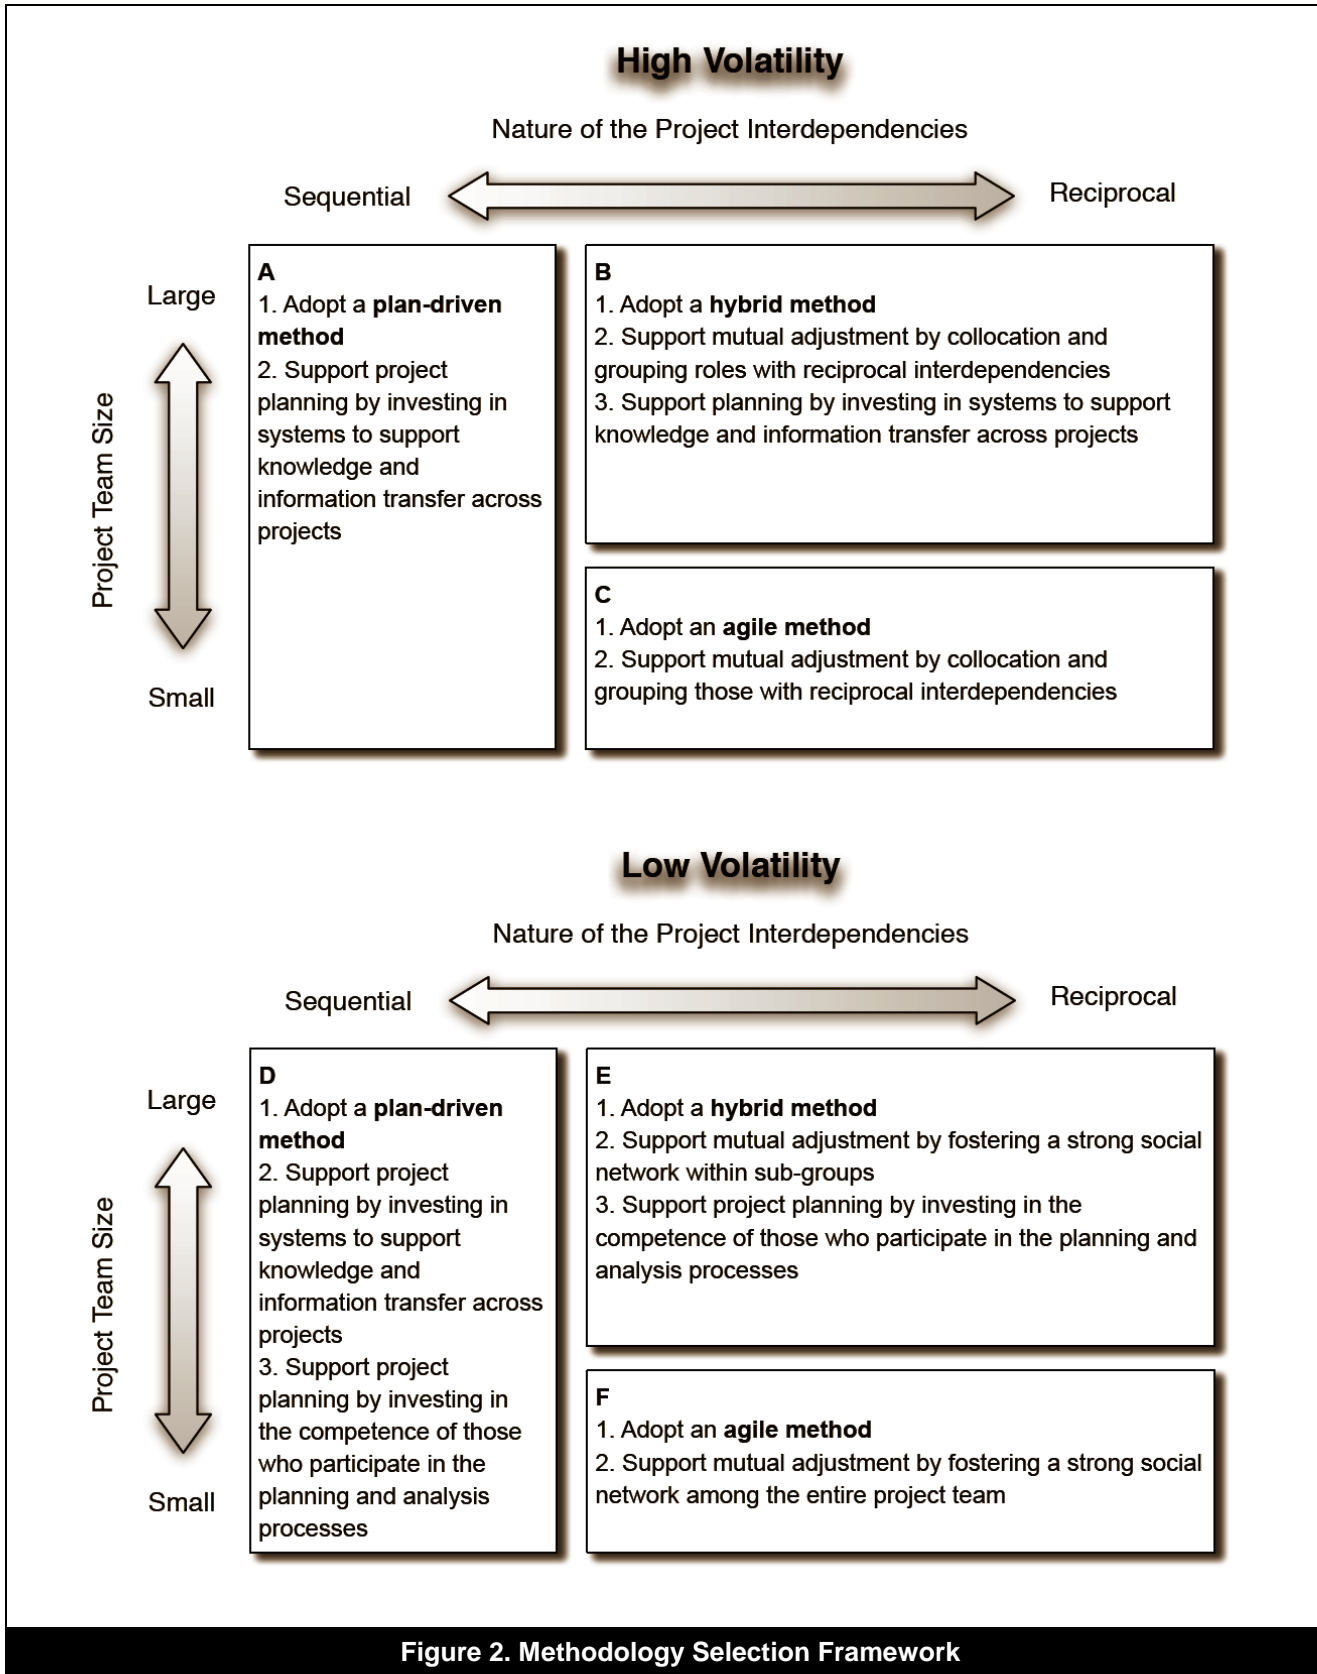 High Volatility
Nature of the Project Interdependencies
Sequential
Reciprocal
Large
Project Team Size
Small
A
1. Adopt a plan-driven
method
2. Support project
planning by investing in
systems to support
knowledge and
information transfer across
projects
B
1. Adopt a hybrid method
2. Support mutual adjustment by collocation and
grouping roles with reciprocal interdependencies
3. Support planning by investing in systems to support
knowledge and information transfer across projects
C
1. Adopt an agile method
2. Support mutual adjustment by collocation and
grouping those with reciprocal interdependencies
Low Volatility
Nature of the Project Interdependencies
Sequential
Reciprocal
Large
Project Team Size
Small
D
1. Adopt a plan-driven
method
2. Support project
planning by investing in
systems to support
knowledge and
information transfer across
projects
3. Support project
planning by investing in
the competence of those
who participate in the
planning and analysis
processes
E
1. Adopt a hybrid method
2. Support mutual adjustment by fostering a strong social
network within sub-groups
3. Support project planning by investing in the
competence of those who participate in the planning and
analysis processes
F
1. Adopt an agile method
2. Support mutual adjustment by fostering a strong social
network among the entire project team
Figure 2. Methodology Selection Framework